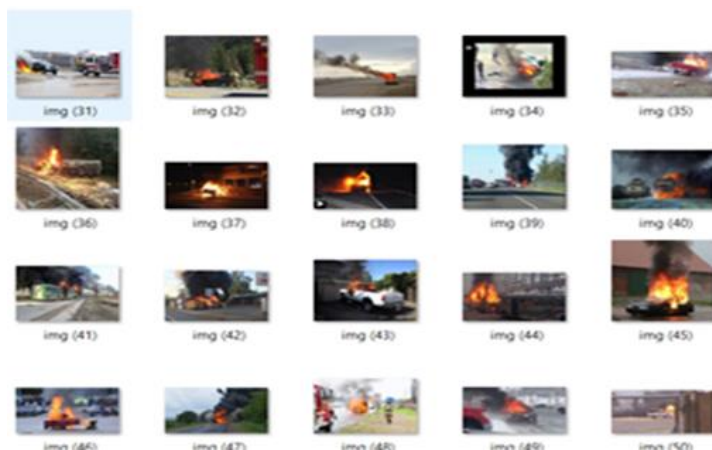 img (31) img (32) img (33) img (34) img (35)
img (36) img (37) img (38) img (39) img (40)
img (41) img (42) img (43) img (44) img (45)
img (46) img (47) img (48) img (49) img (50)